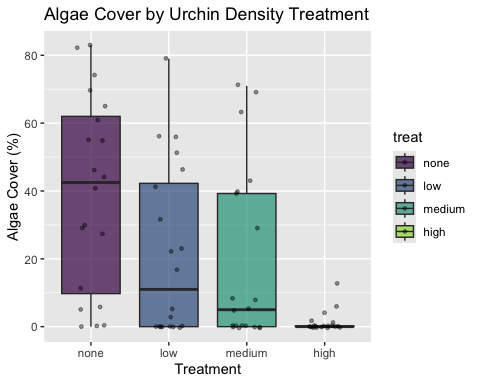 Algae Cover by Urchin Density Treatment
Algae Cover (%)
80
60
40
20
0
none low medium high
Treatment
treat
none
low
medium
high